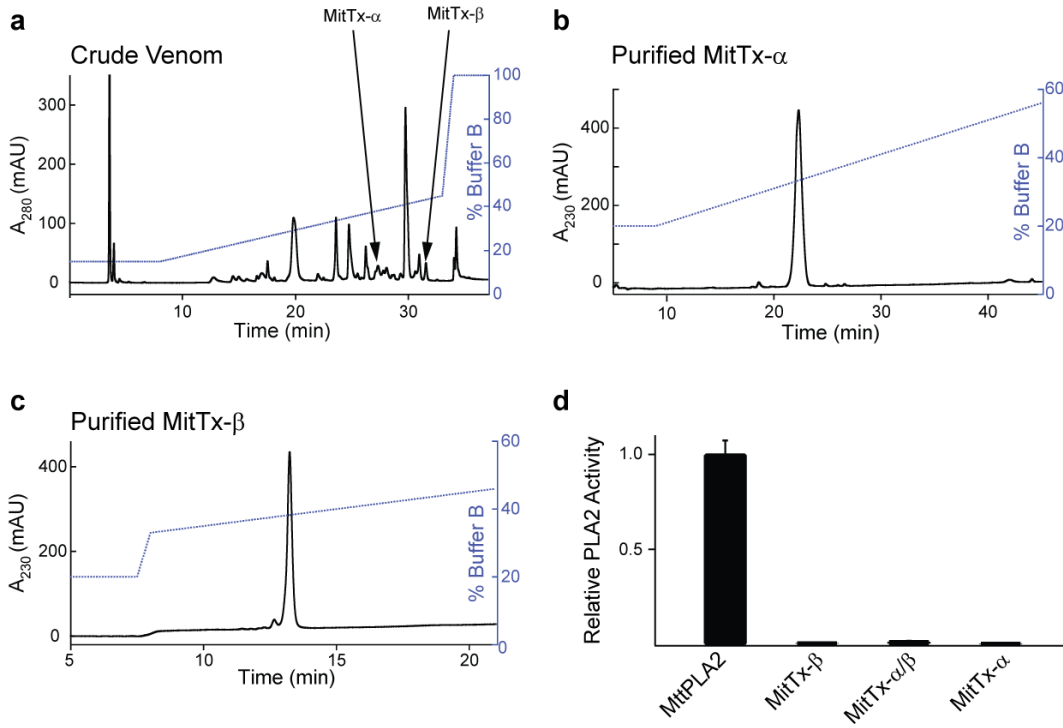 a
Crude Venom
MitTx-α
MitTx-β
A280 (mAU)
300
200
100
0
10
20
30
Time (min)
100
80
60
40
20
0
% Buffer B
b
Purified MitTx-α
A230 (mAU)
400
200
0
10
20
30
40
Time (min)
60
40
20
0
% Buffer B
c
Purified MitTx-β
A230 (mAU)
400
200
0
5
10
15
20
Time (min)
60
40
20
0
% Buffer B
d
Relative PLA2 Activity
1.0
0.5
MttPLA2
MitTx-β
MitTx-α/β
MitTx-α